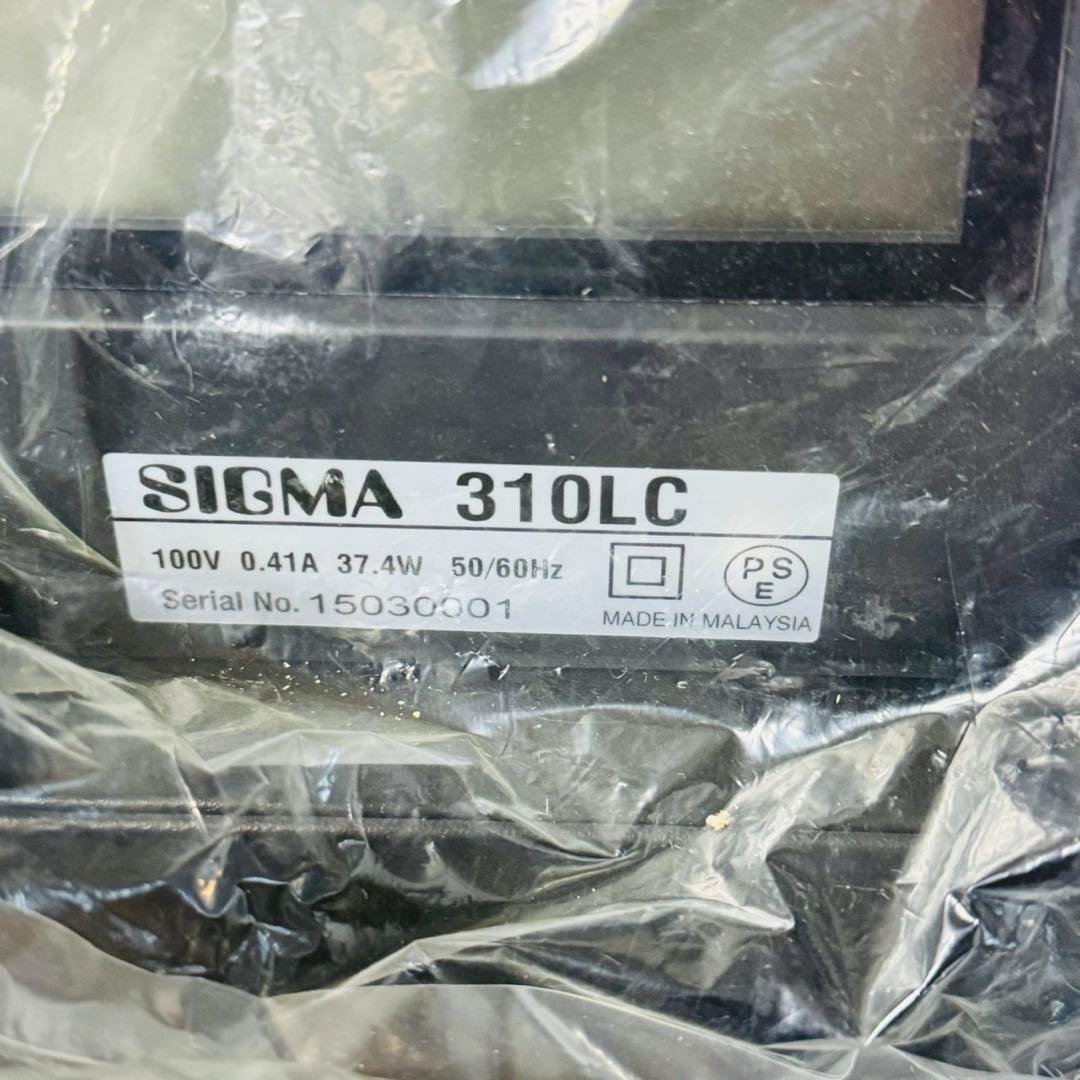 SIGMA 310LC
100V 0.41A 37.4W 50/60Hz
PSE
Serial No. 15030001
MADE IN MALAYSIA